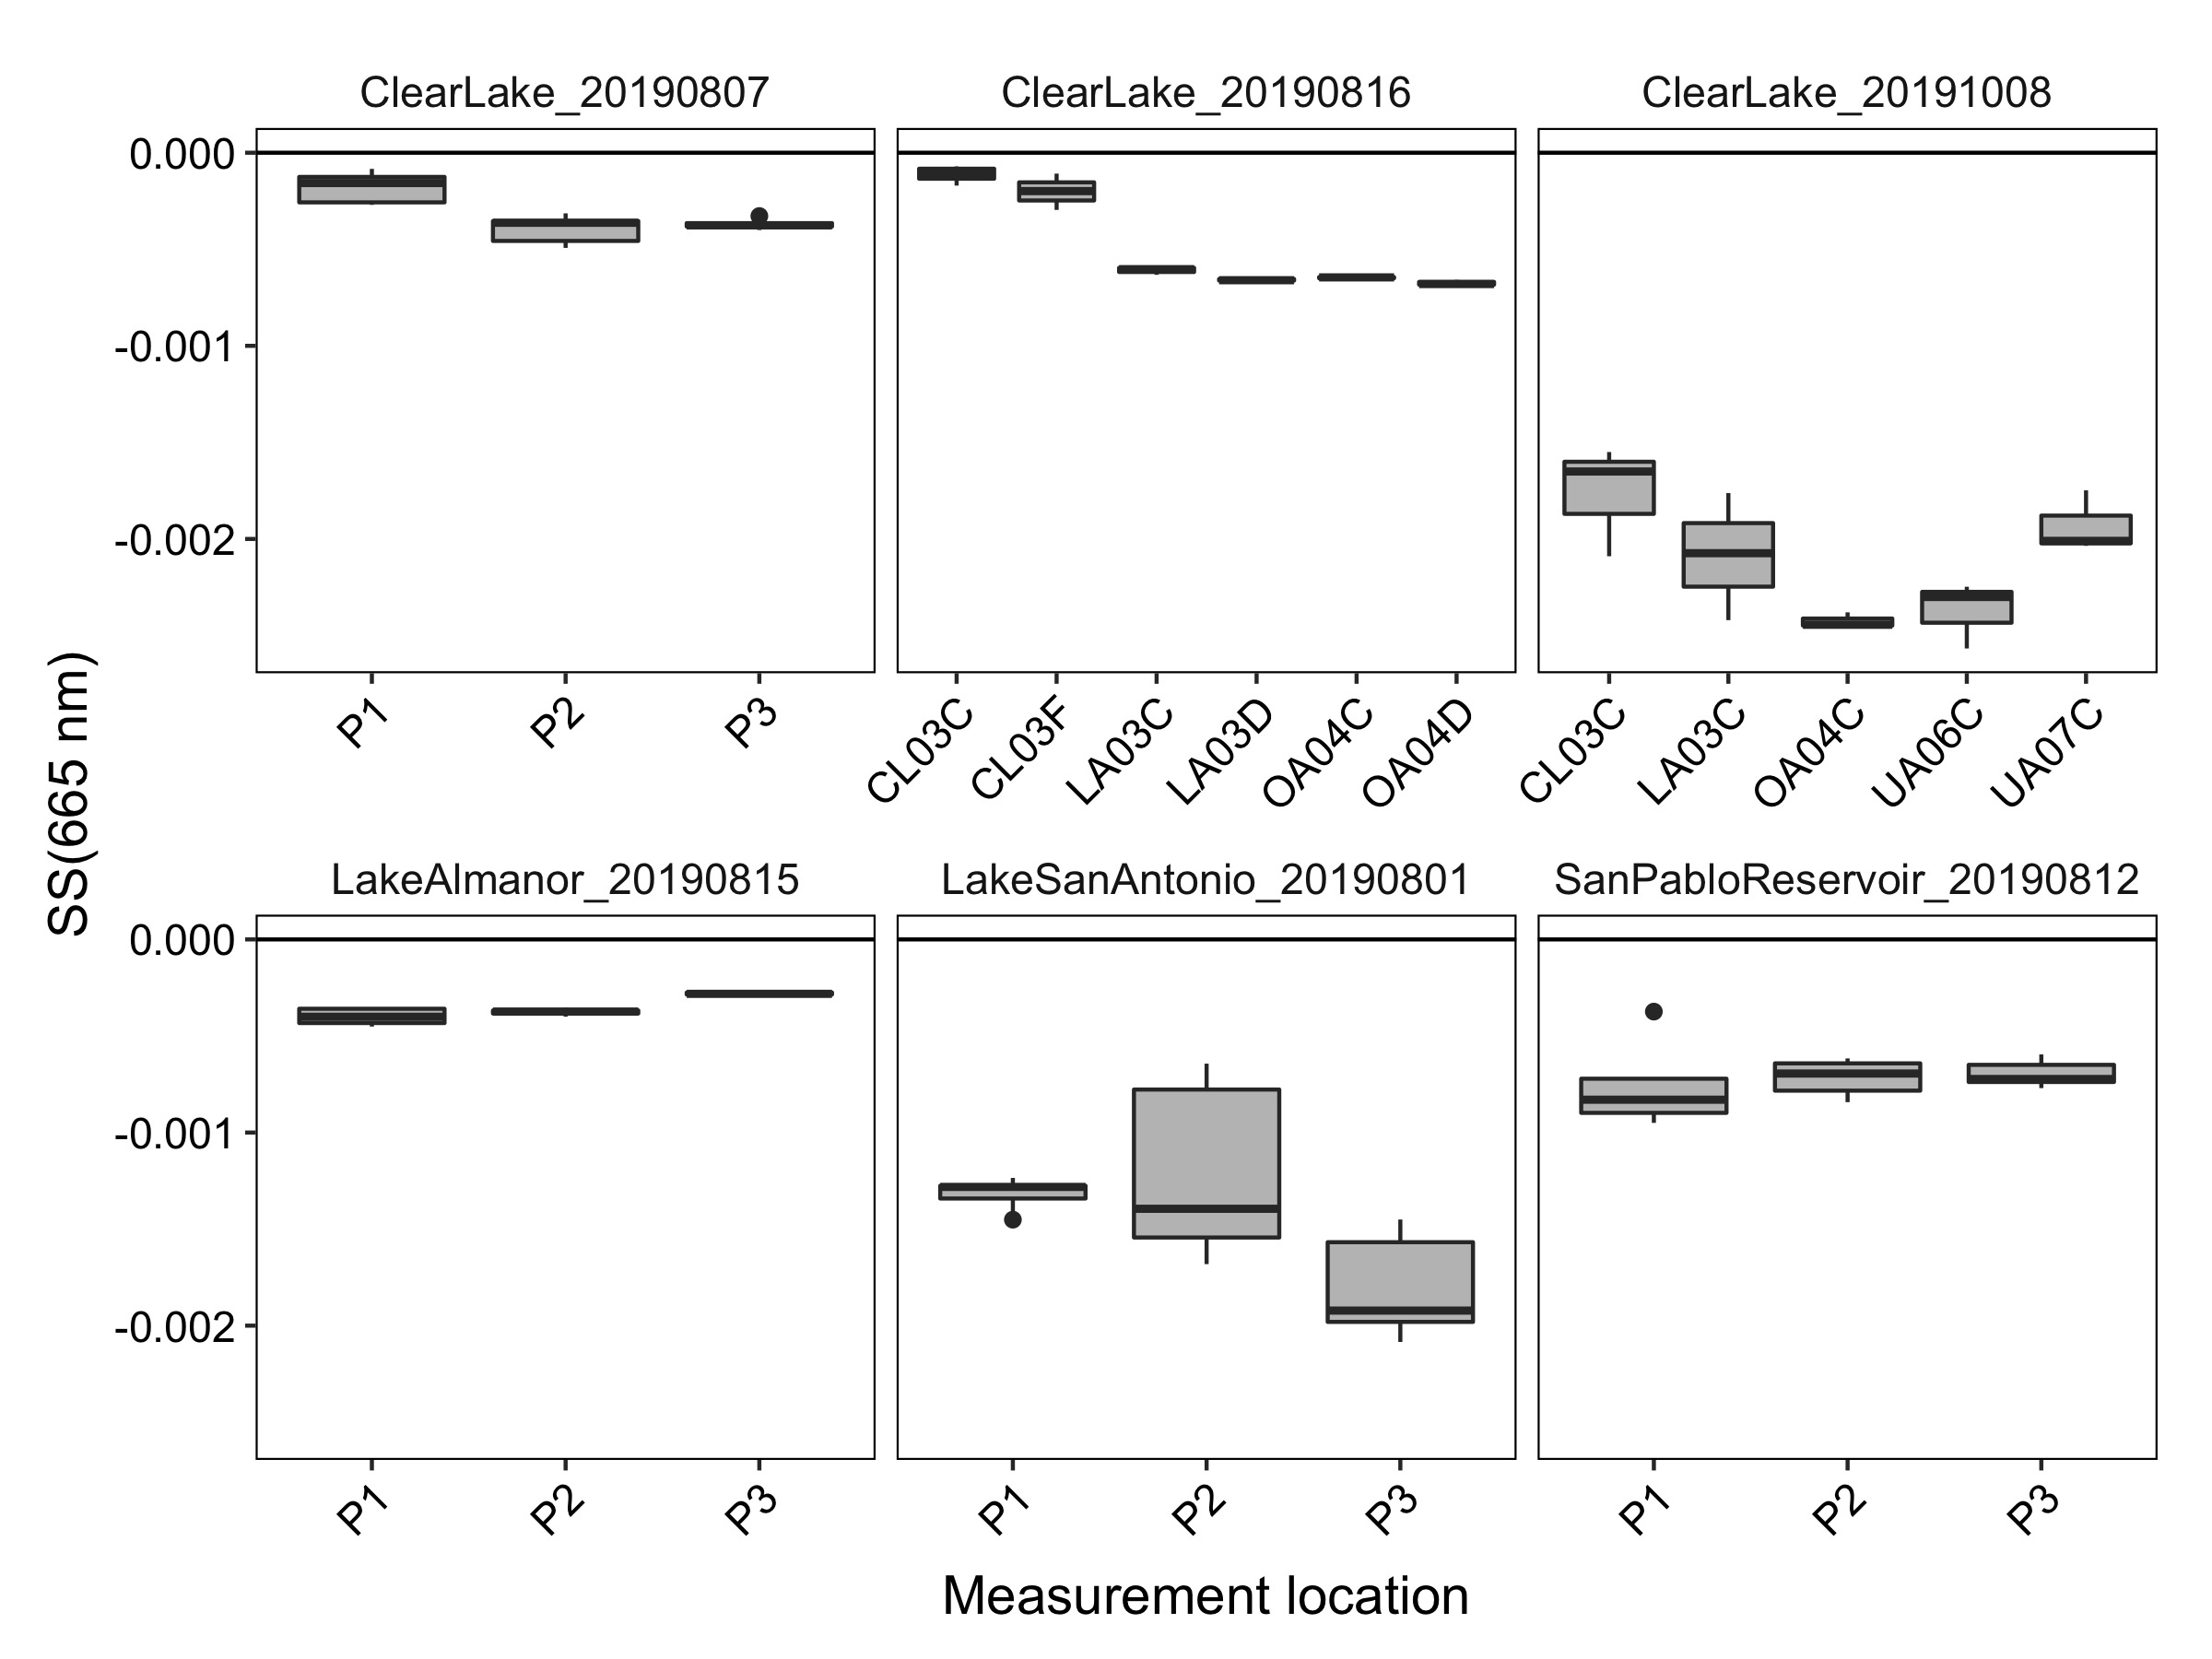 ClearLake_20190807 ClearLake_20190816 ClearLake_20191008
0.000
-0.001
-0.002
P1 P2 P3 CL03C CL03F LA03C LA03D OA04C OA04D CL03C LA03C OA04C UA06C UA07C
SS(665 nm)
LakeAlmanor_20190815 LakeSanAntonio_20190801 SanPabloReservoir_20190812
0.000
-0.001
-0.002
P1 P2 P3 P1 P2 P3 P1 P2 P3
Measurement location